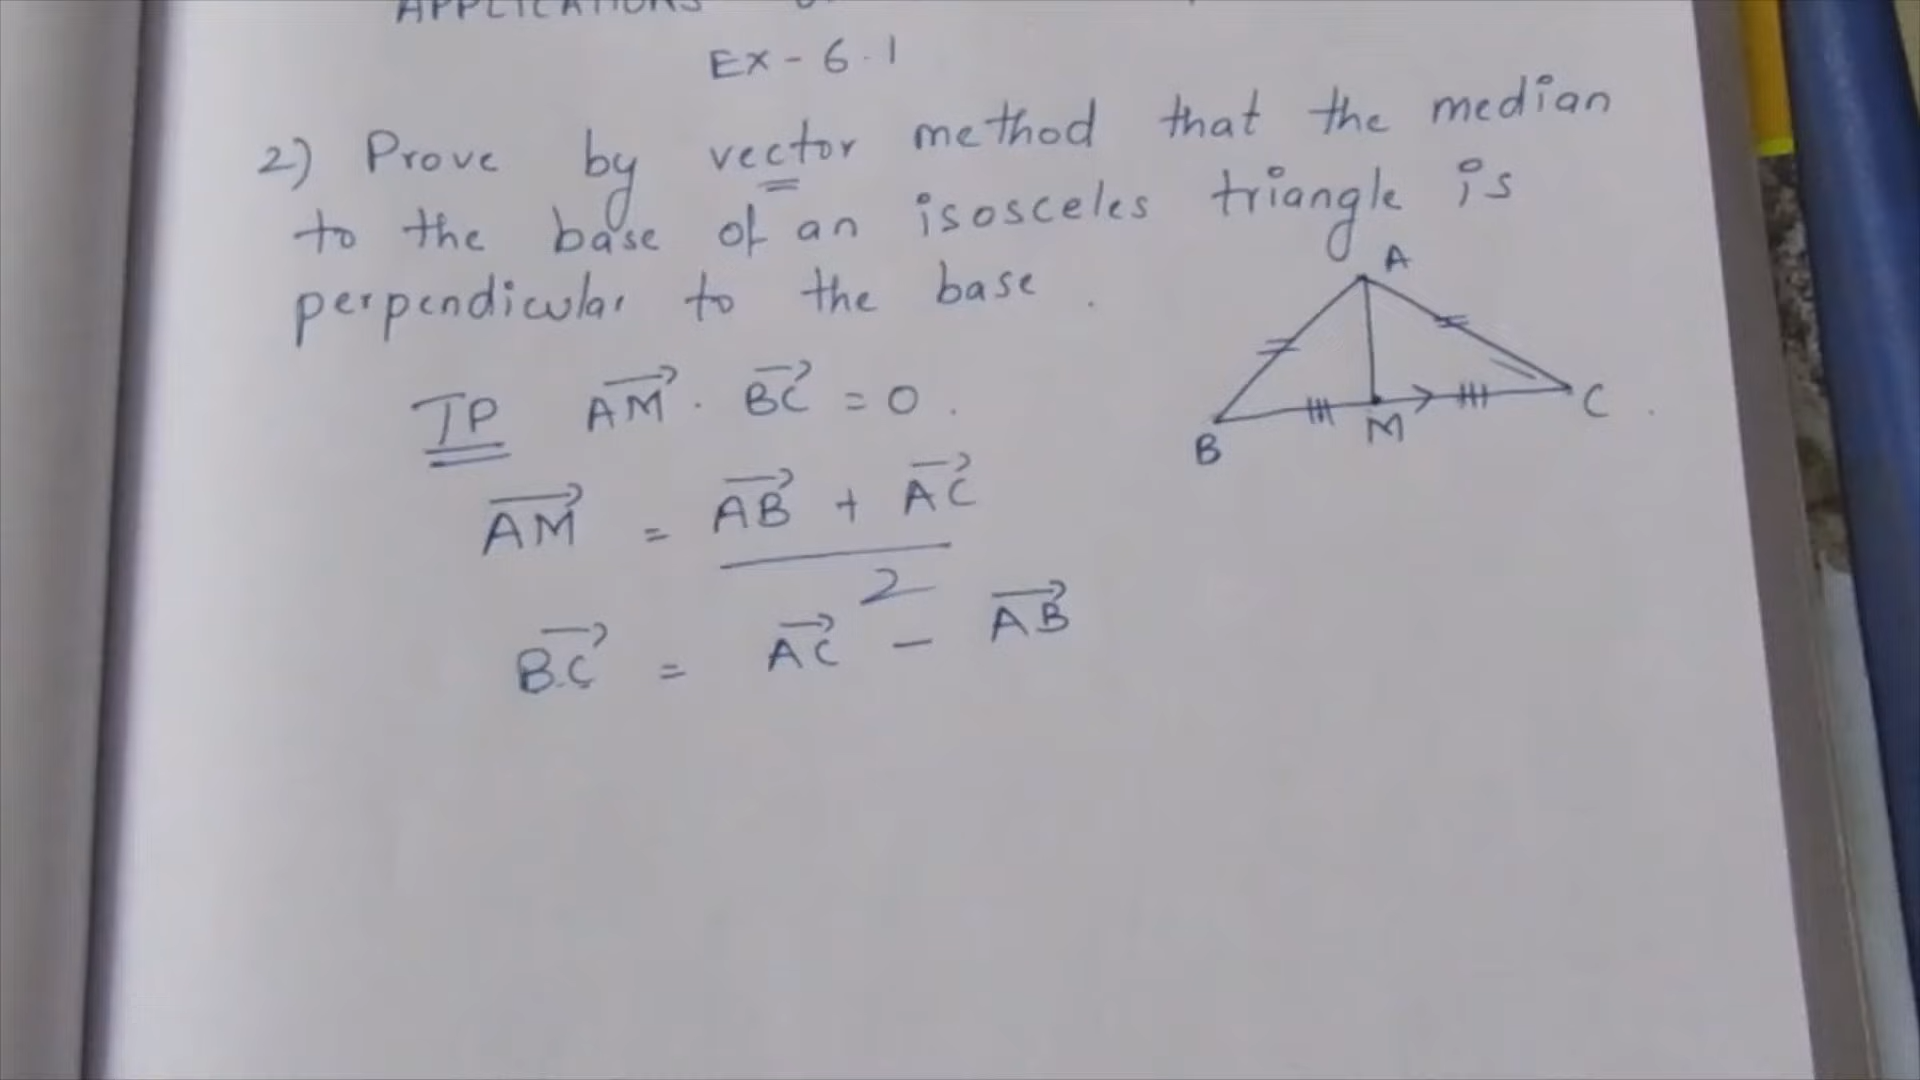 APPLICATIONS
EX - 6.1
2) Prove by vector method that the median
to the base of an isosceles triangle is
perpendicular to the base.
A
B
M
C
TP AM⃗ . BC⃗ = 0.
AM⃗ = AB⃗ + AC⃗
2
BC⃗ = AC⃗ - AB⃗